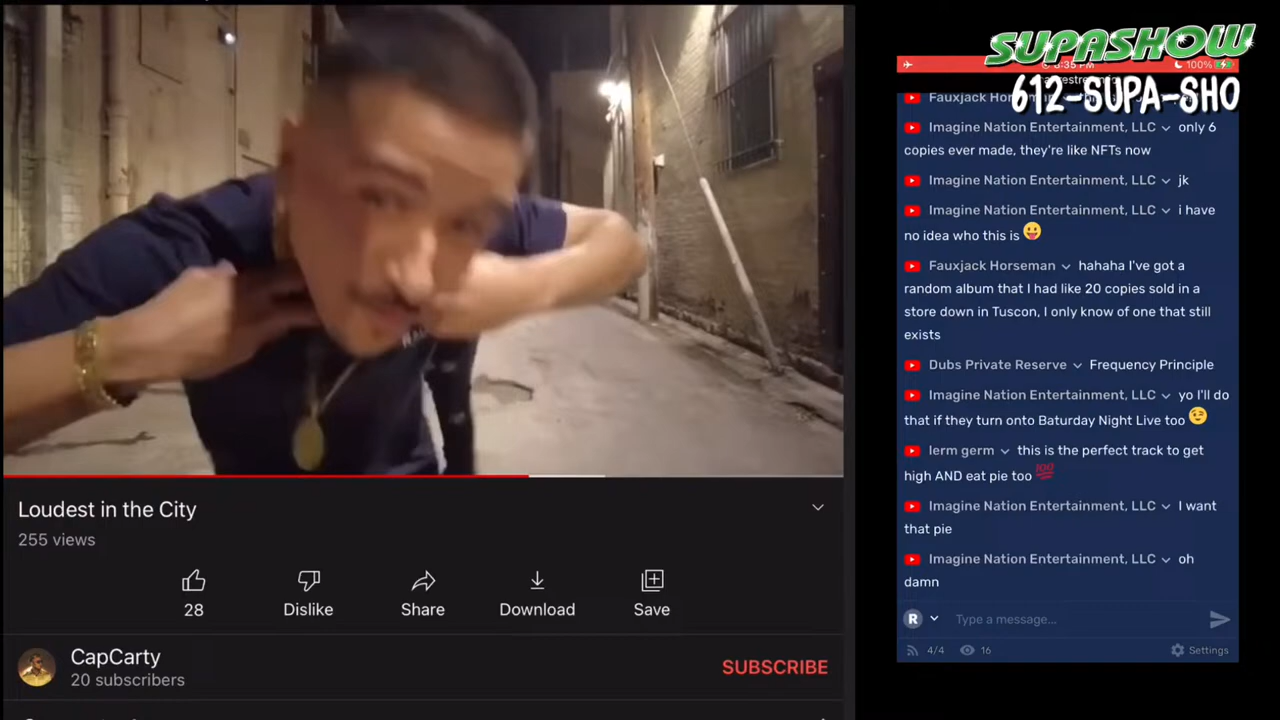 SUPASHOW
612-SUPA-SHO
100%
Fauxjack Horseman
Imagine Nation Entertainment, LLC only 6
copies ever made, they're like NFTs now
Imagine Nation Entertainment, LLC jk
Imagine Nation Entertainment, LLC i have
no idea who this is 😛
Fauxjack Horseman hahaha I've got a
random album that I had like 20 copies sold in a
store down in Tuscon, I only know of one that still
exists
Dubs Private Reserve Frequency Principle
Imagine Nation Entertainment, LLC yo I'll do
that if they turn onto Baturday Night Live too 😉
lerm germ this is the perfect track to get
high AND eat pie too 💯
Imagine Nation Entertainment, LLC I want
that pie
Imagine Nation Entertainment, LLC oh
damn
R Type a message...
4/4 16 Settings
Loudest in the City
255 views
28 Dislike Share Download Save
CapCarty
20 subscribers
SUBSCRIBE